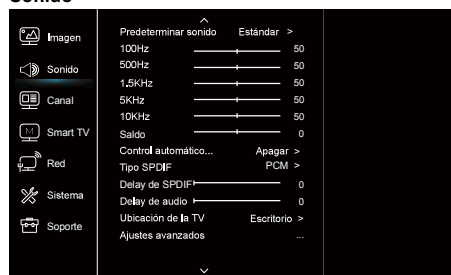 Sonido
Imagen
Sonido
Canal
Smart TV
Red
Sistema
Soporte
Predeterminar sonido Estándar >
100Hz 50
500Hz 50
1.5KHz 50
5KHz 50
10KHz 50
Saldo 0
Control automático... Apagar >
Tipo SPDIF PCM >
Delay de SPDIF 0
Delay de audio 0
Ubicación de la TV Escritorio >
Ajustes avanzados ...